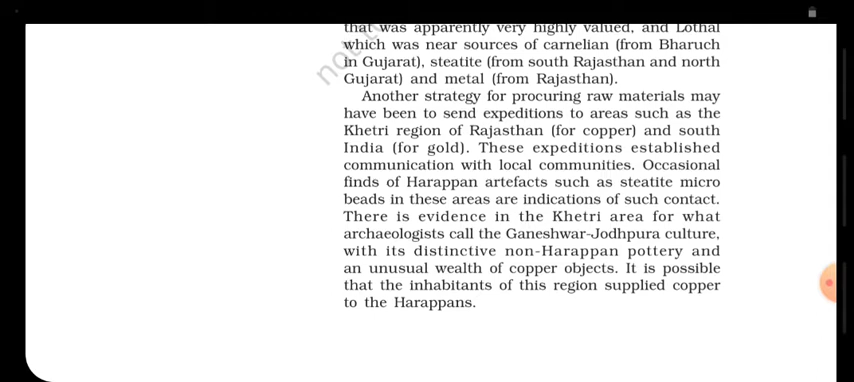 that was apparently very highly valued, and Lothal
which was near sources of carnelian (from Bharuch
in Gujarat), steatite (from south Rajasthan and north
Gujarat) and metal (from Rajasthan).
Another strategy for procuring raw materials may
have been to send expeditions to areas such as the
Khetri region of Rajasthan (for copper) and south
India (for gold). These expeditions established
communication with local communities. Occasional
finds of Harappan artefacts such as steatite micro
beads in these areas are indications of such contact.
There is evidence in the Khetri area for what
archaeologists call the Ganeshwar-Jodhpura culture,
with its distinctive non-Harappan pottery and
an unusual wealth of copper objects. It is possible
that the inhabitants of this region supplied copper
to the Harappans.
not